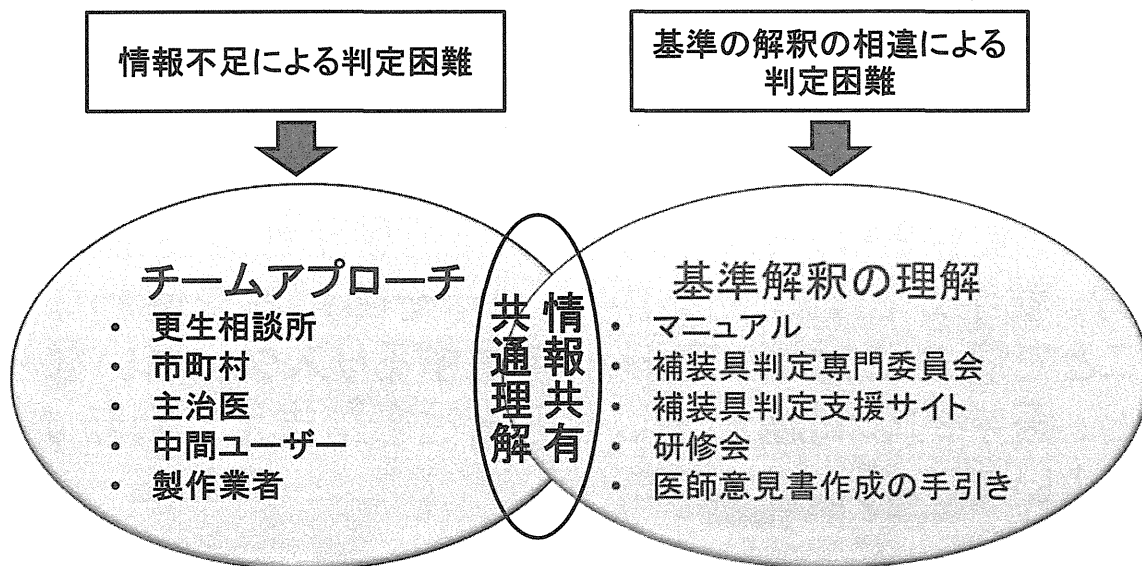 情報不足による判定困難
基準の解釈の相違による
判定困難
チームアプローチ
・ 更生相談所
・ 市町村
・ 主治医
・ 中間ユーザー
・ 製作業者
情報共有
共通理解
基準解釈の理解
・ マニュアル
・ 補装具判定専門委員会
・ 補装具判定支援サイト
・ 研修会
・ 医師意見書作成の手引き